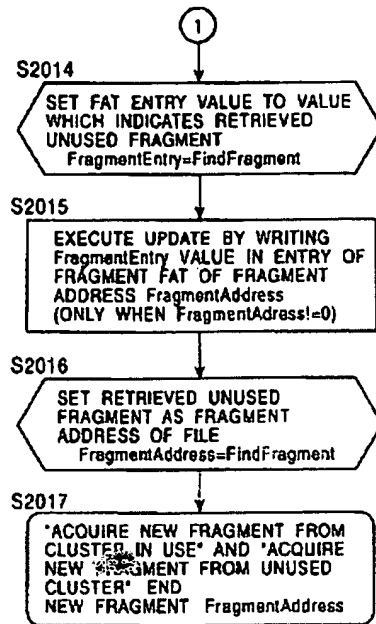 1
S2014
SET FAT ENTRY VALUE TO VALUE
WHICH INDICATES RETRIEVED
UNUSED FRAGMENT
FragmentEntry=FindFragment
S2015
EXECUTE UPDATE BY WRITING
FragmentEntry VALUE IN ENTRY OF
FRAGMENT FAT OF FRAGMENT
ADDRESS FragmentAddress
(ONLY WHEN FragmentAdress!=0)
S2016
SET RETRIEVED UNUSED
FRAGMENT AS FRAGMENT
ADDRESS OF FILE
FragmentAddress=FindFragment
S2017
"ACQUIRE NEW FRAGMENT FROM
CLUSTER IN USE" AND "ACQUIRE
NEW FRAGMENT FROM UNUSED
CLUSTER" END
NEW FRAGMENT FragmentAddress